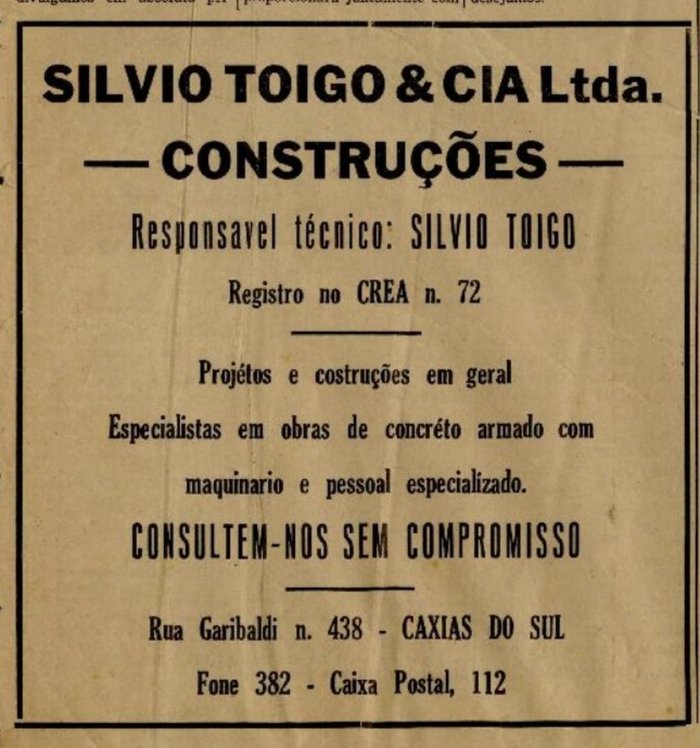 SILVIO TOIGO & CIA Ltda.
— CONSTRUÇÕES —
Responsavel técnico: SILVIO TOIGO
Registro no CREA n. 72
Projétos e costruções em geral
Especialistas em obras de concréto armado com
maquinario e pessoal especializado.
CONSULTEM-NOS SEM COMPROMISSO
Rua Garibaldi n. 438 - CAXIAS DO SUL
Fone 382 - Caixa Postal, 112